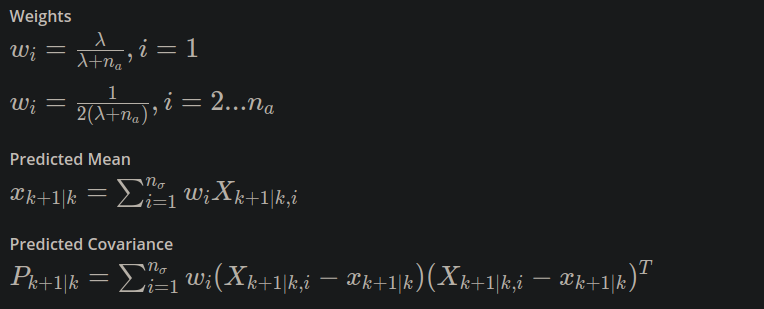 Weights
w_i = λ/(λ+n_a), i = 1
w_i = 1/(2(λ+n_a)), i = 2...n_a
Predicted Mean
x_{k+1|k} = ∑_{i=1}^{n_σ} w_i X_{k+1|k,i}
Predicted Covariance
P_{k+1|k} = ∑_{i=1}^{n_σ} w_i(X_{k+1|k,i} − x_{k+1|k})(X_{k+1|k,i} − x_{k+1|k})^T